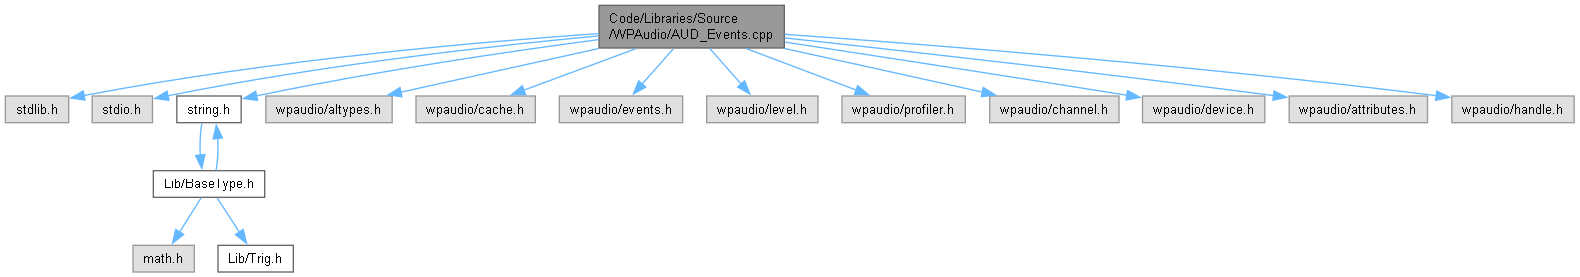 Code/Libraries/Source
/WPAudio/AUD_Events.cpp
stdlib.h
stdio.h
string.h
wpaudio/altypes.h
wpaudio/cache.h
wpaudio/events.h
wpaudio/level.h
wpaudio/profiler.h
wpaudio/channel.h
wpaudio/device.h
wpaudio/attributes.h
wpaudio/handle.h
Lib/BaseType.h
math.h
Lib/Trig.h